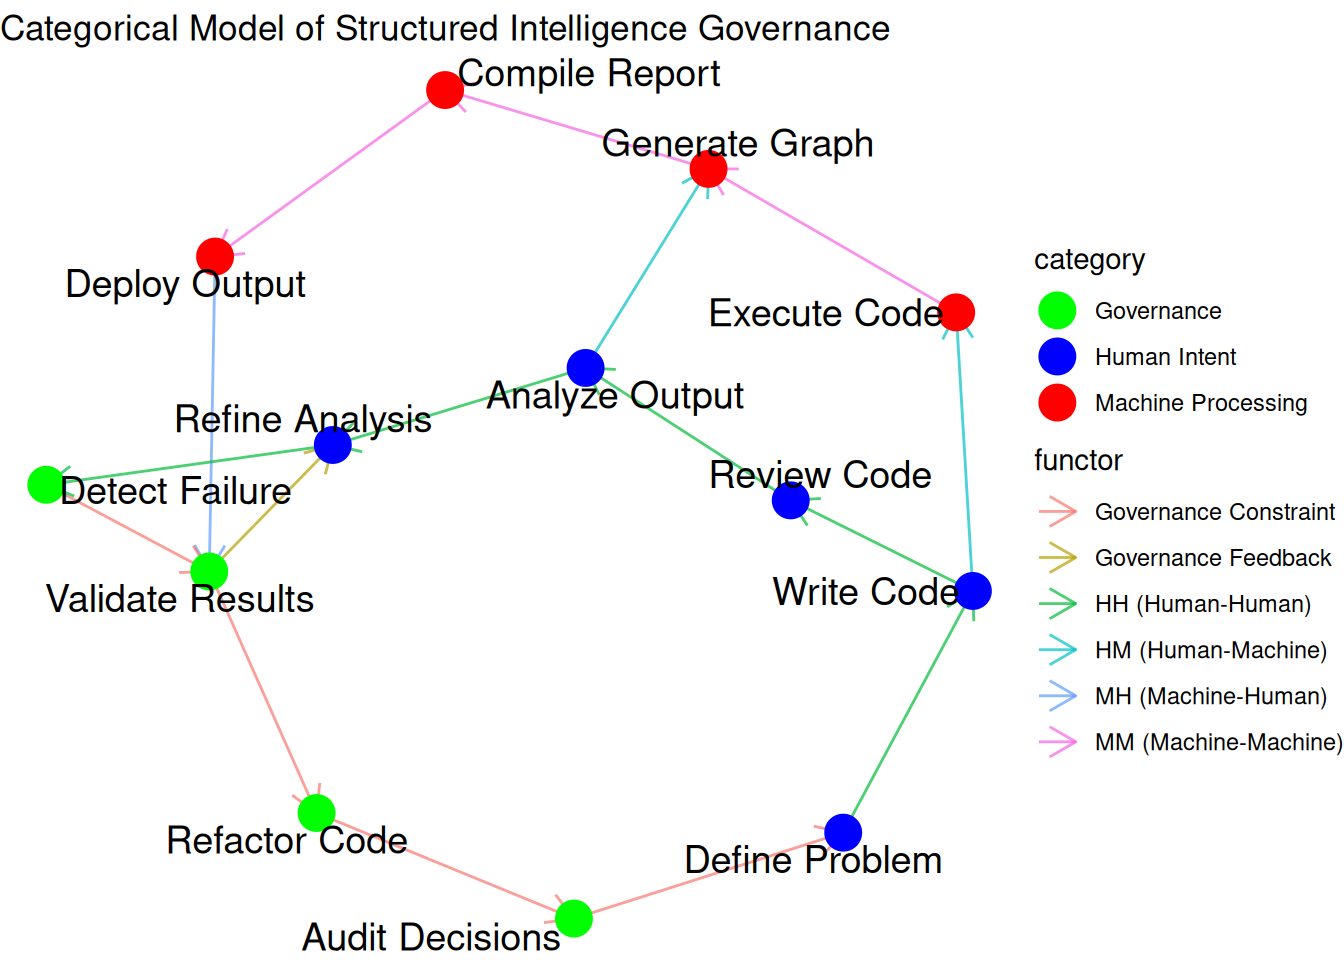 Categorical Model of Structured Intelligence Governance
Compile Report
Generate Graph
Deploy Output
Execute Code
Analyze Output
Refine Analysis
Review Code
Detect Failure
Validate Results
Write Code
Refactor Code
Define Problem
Audit Decisions
category
Governance
Human Intent
Machine Processing
functor
Governance Constraint
Governance Feedback
HH (Human-Human)
HM (Human-Machine)
MH (Machine-Human)
MM (Machine-Machine)